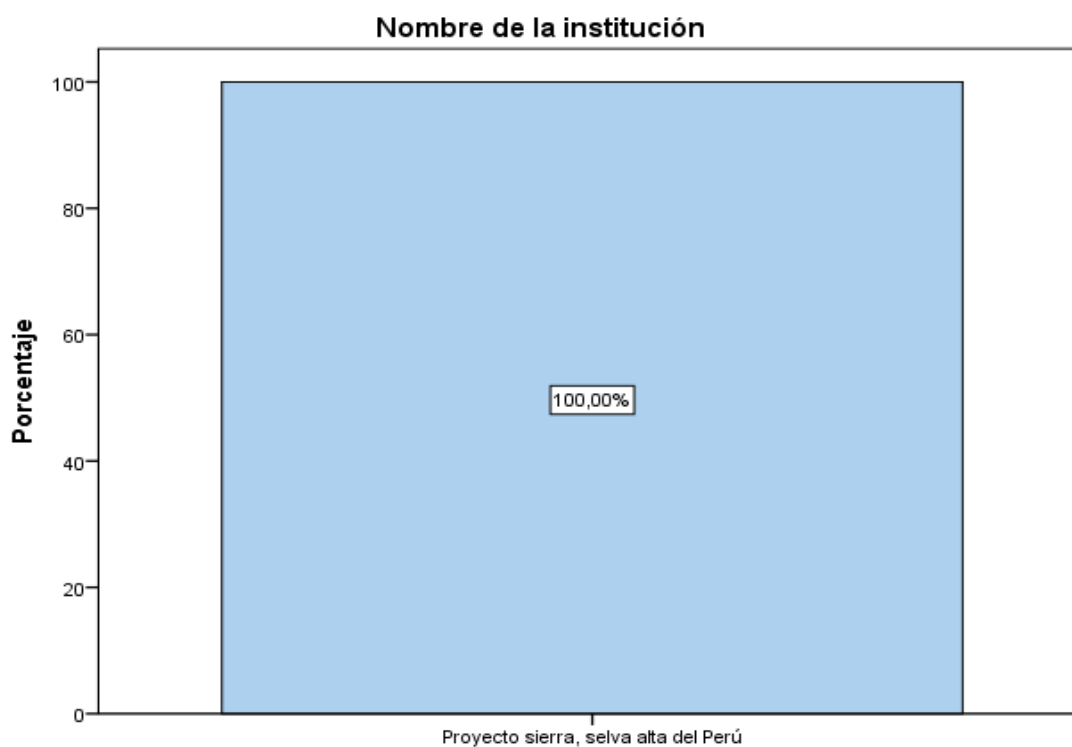 Nombre de la institución
100
80
60
40
20
0
Porcentaje
100,00%
Proyecto sierra, selva alta del Perú